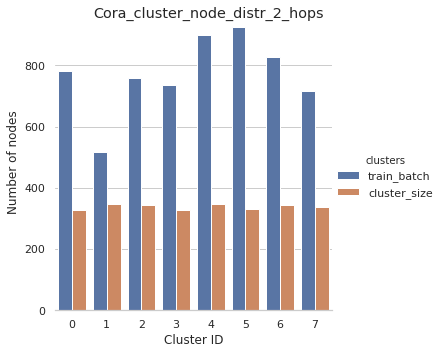 Cora_cluster_node_distr_2_hops
800
600
400
200
0
Number of nodes
0 1 2 3 4 5 6 7
Cluster ID
clusters
train_batch
cluster_size